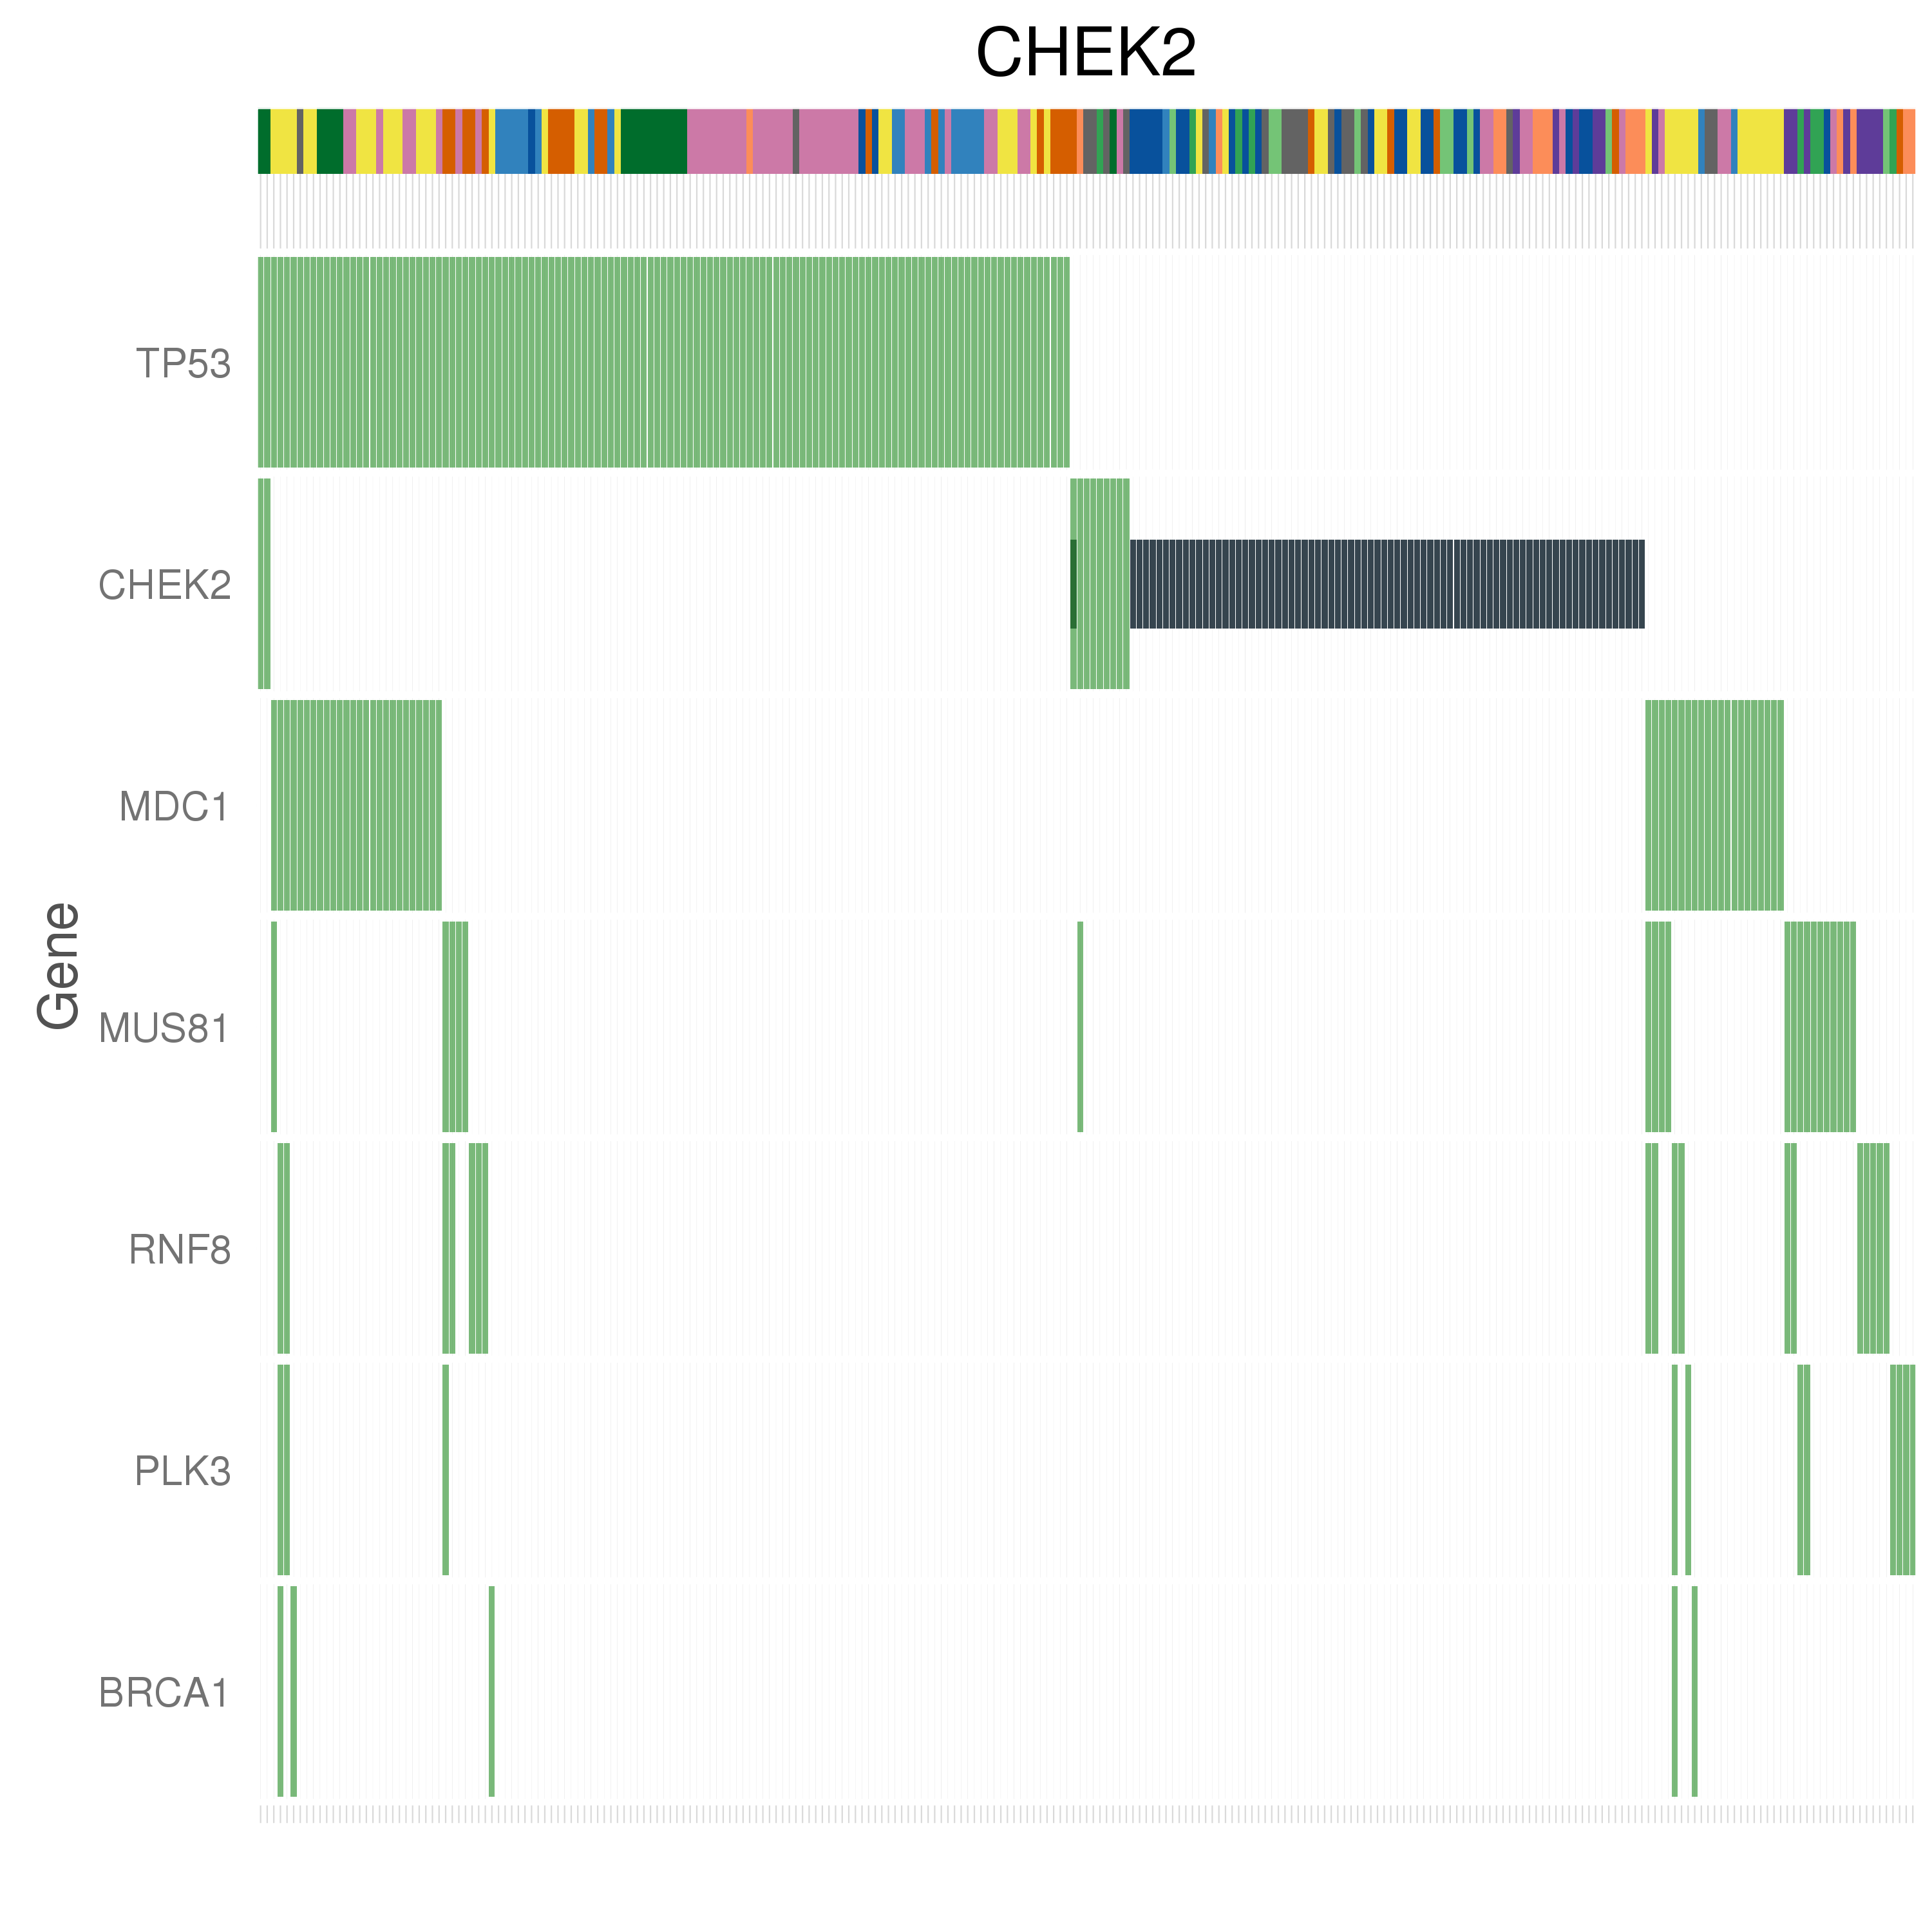 CHEK2
TP53
CHEK2
MDC1
Gene
MUS81
RNF8
PLK3
BRCA1